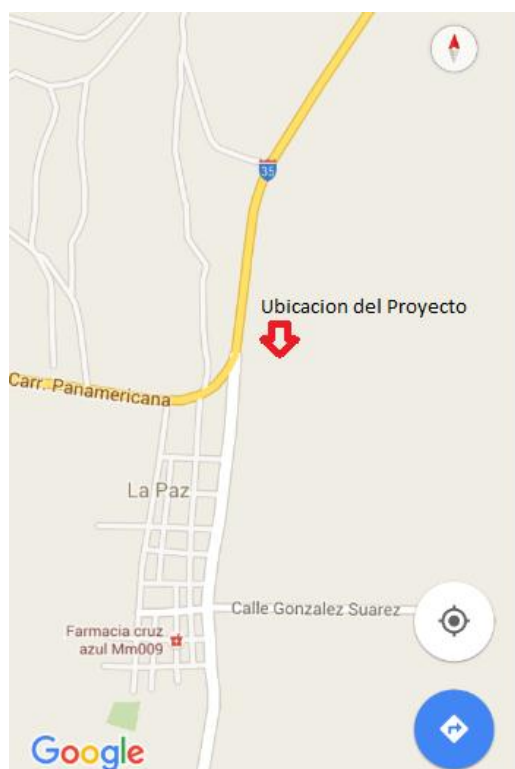 35
Ubicacion del Proyecto
Carr. Panamericana
La Paz
Calle Gonzalez Suarez
Farmacia cruz
azul Mm009
Google